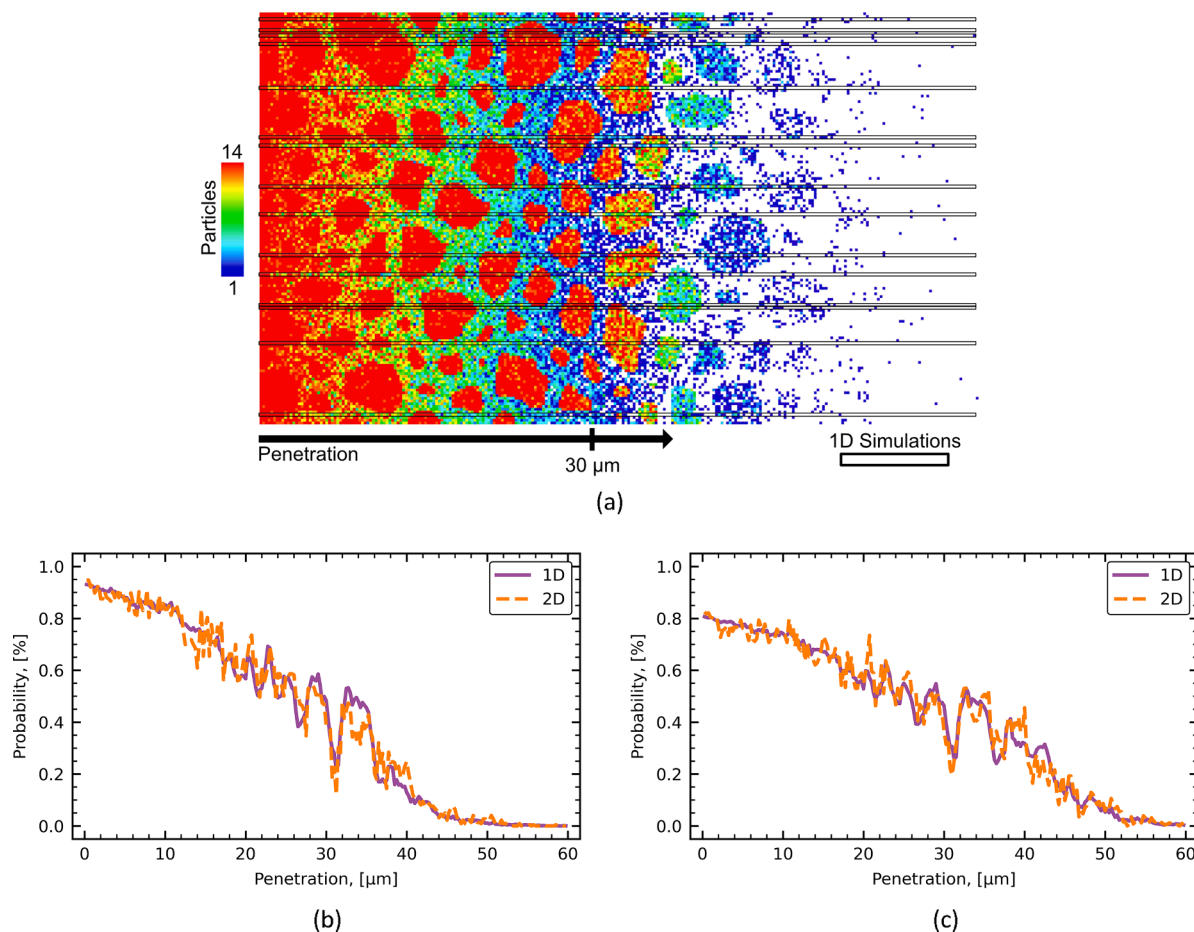 14
Particles
1
Penetration
30 μm
1D Simulations
(a)
1.0
0.8
0.6
0.4
0.2
0.0
Probability, [%]
1D
2D
0 10 20 30 40 50 60
Penetration, [μm]
(b)
1.0
0.8
0.6
0.4
0.2
0.0
Probability, [%]
1D
2D
0 10 20 30 40 50 60
Penetration, [μm]
(c)